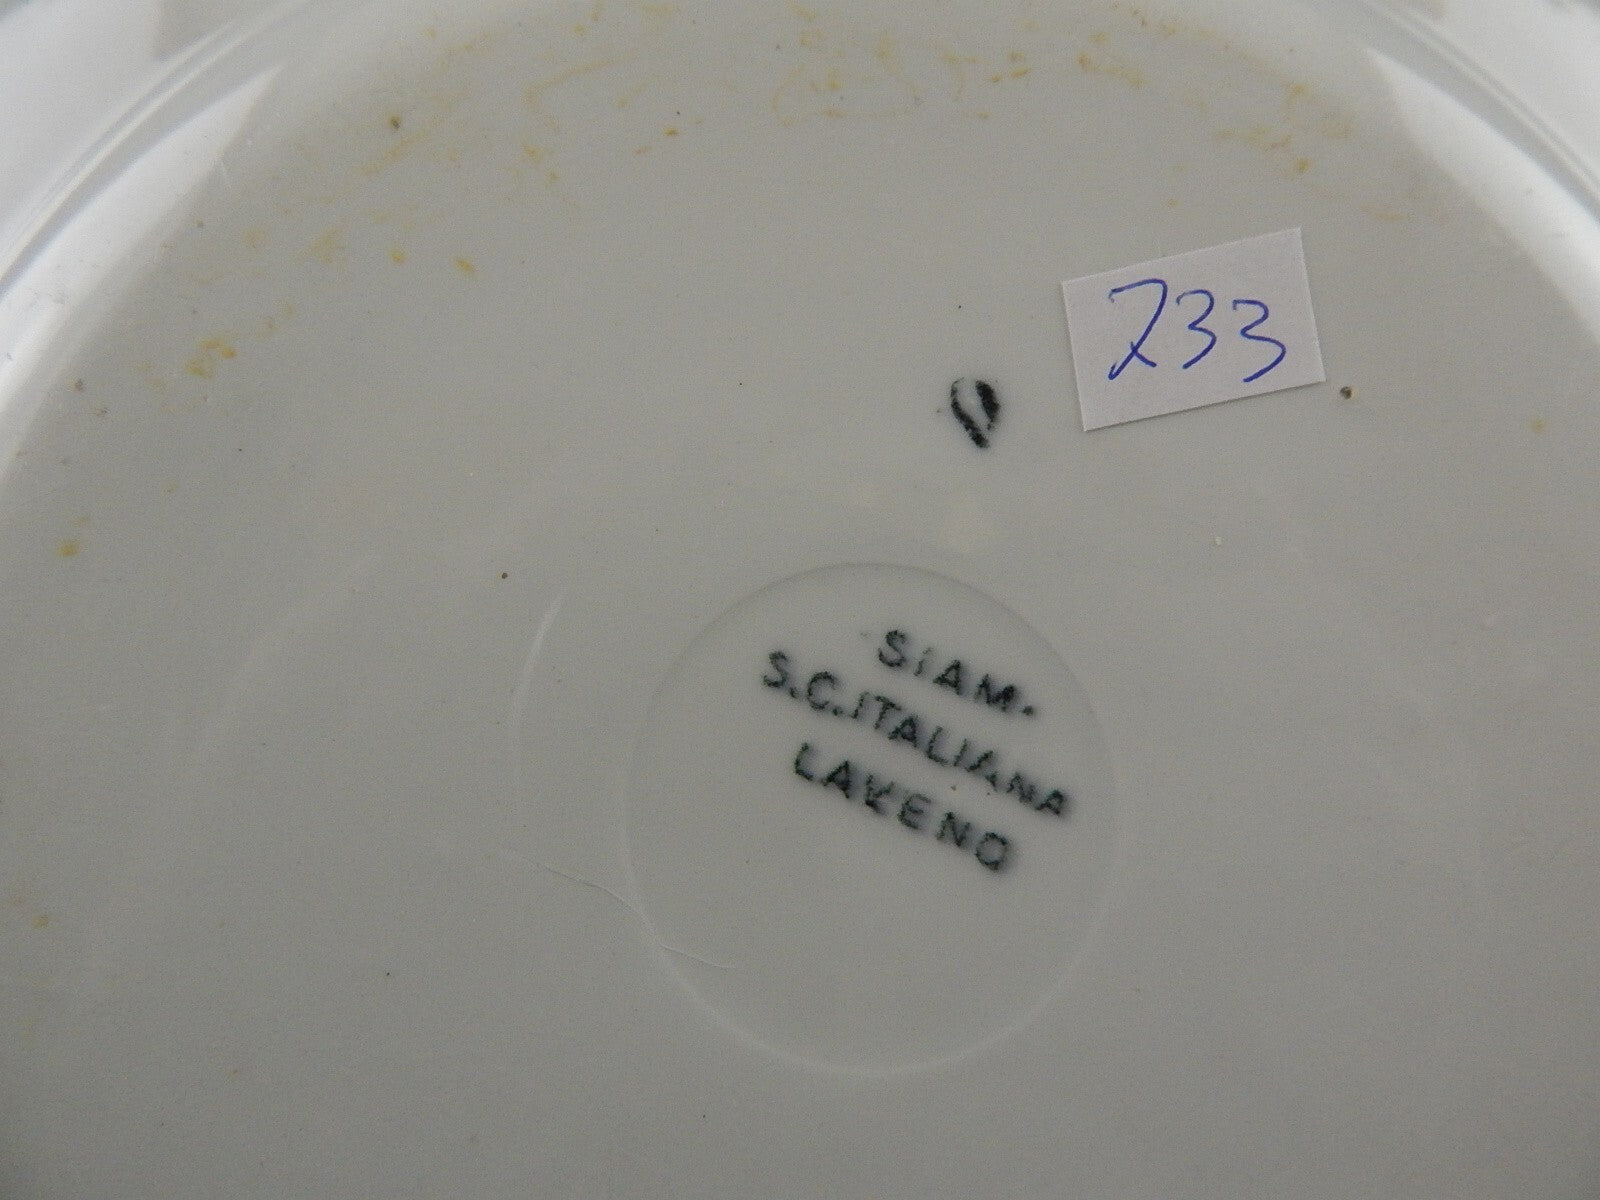 233
SIAM.
S.C.ITALIANA
LAVENO